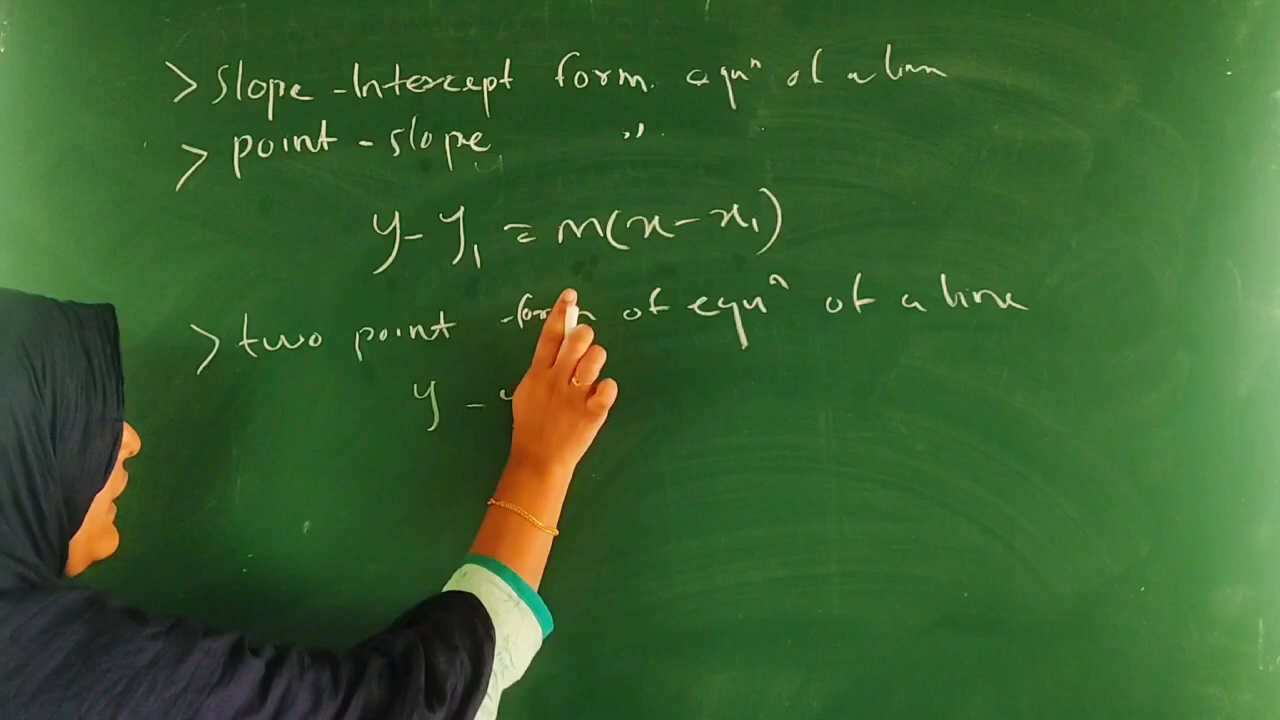 > Slope - Intercept form. equⁿ of a line
> point - slope ,, .
y - y₁ = m(x - x₁)
> two point - form of equⁿ of a line
y - y